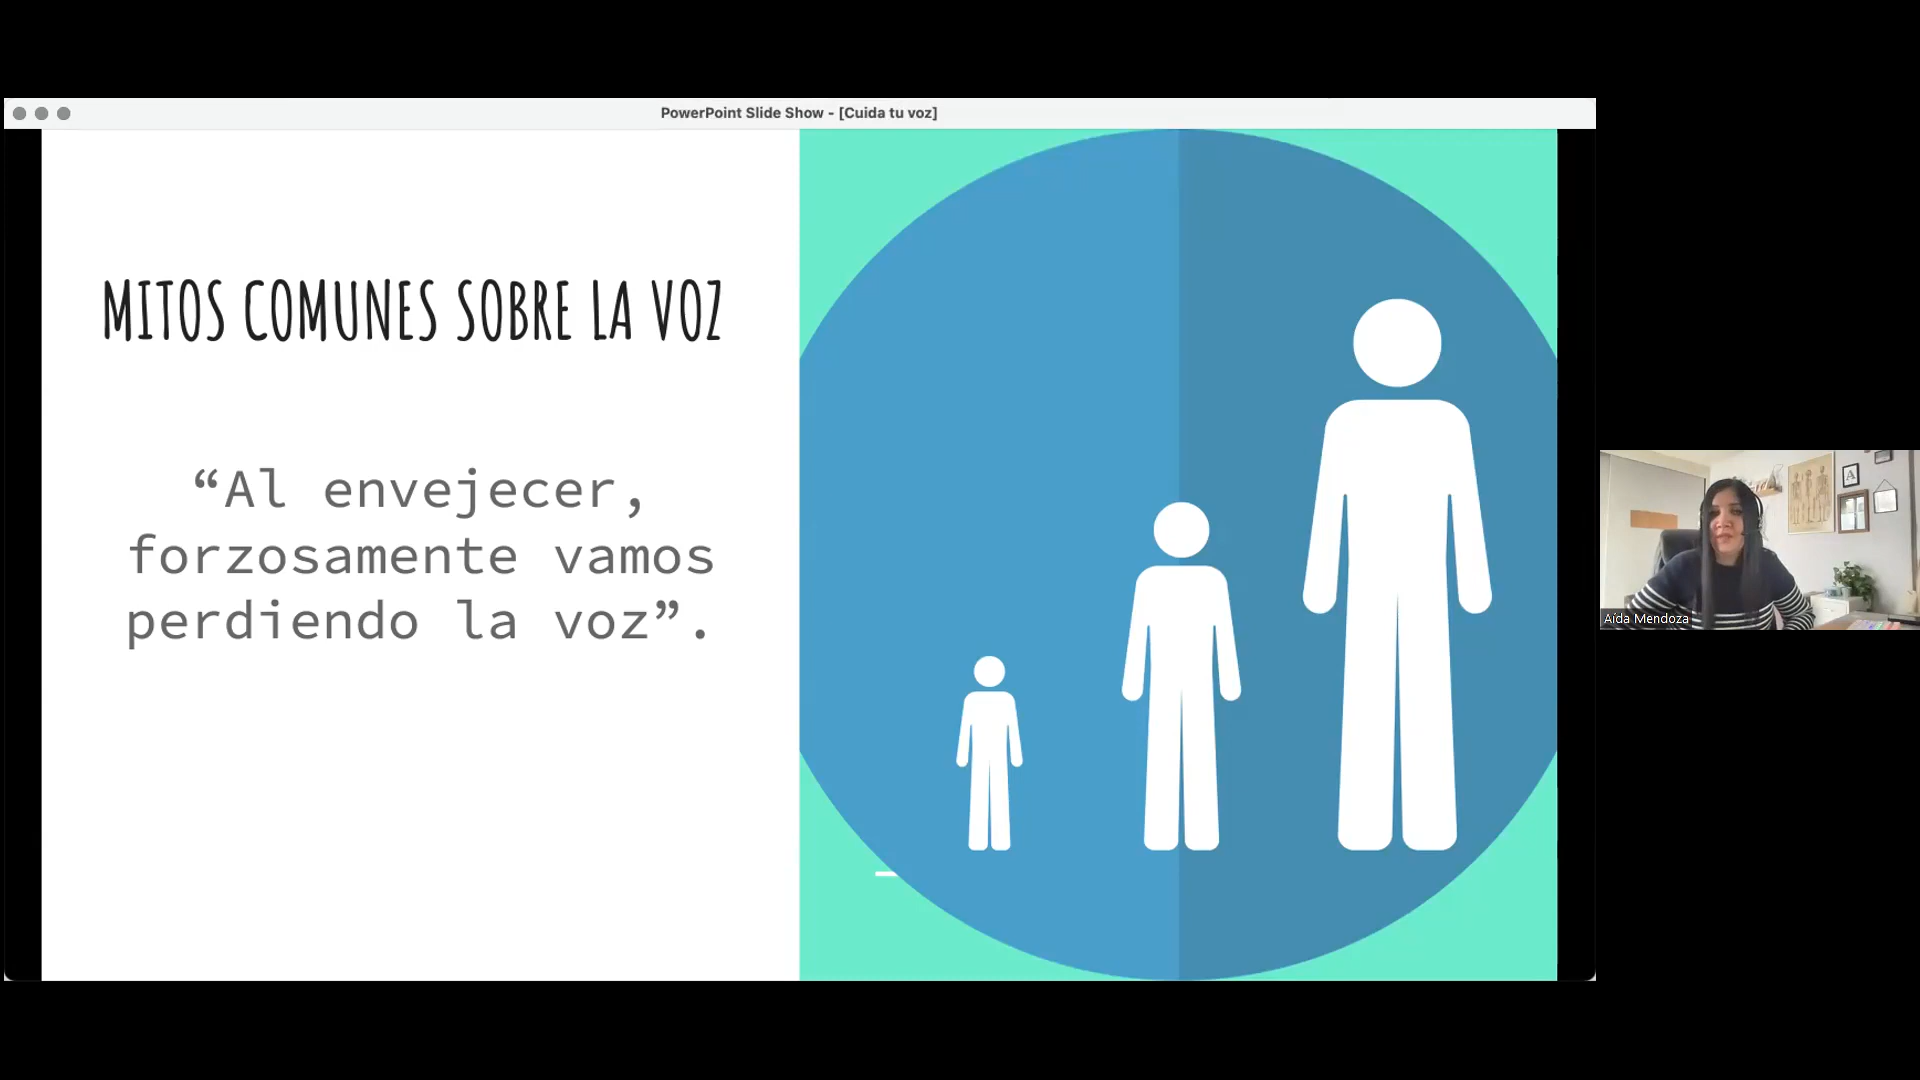 PowerPoint Slide Show - [Cuida tu voz]
MITOS COMUNES SOBRE LA VOZ
“Al envejecer,
forzosamente vamos
perdiendo la voz”.
A
Aída Mendoza